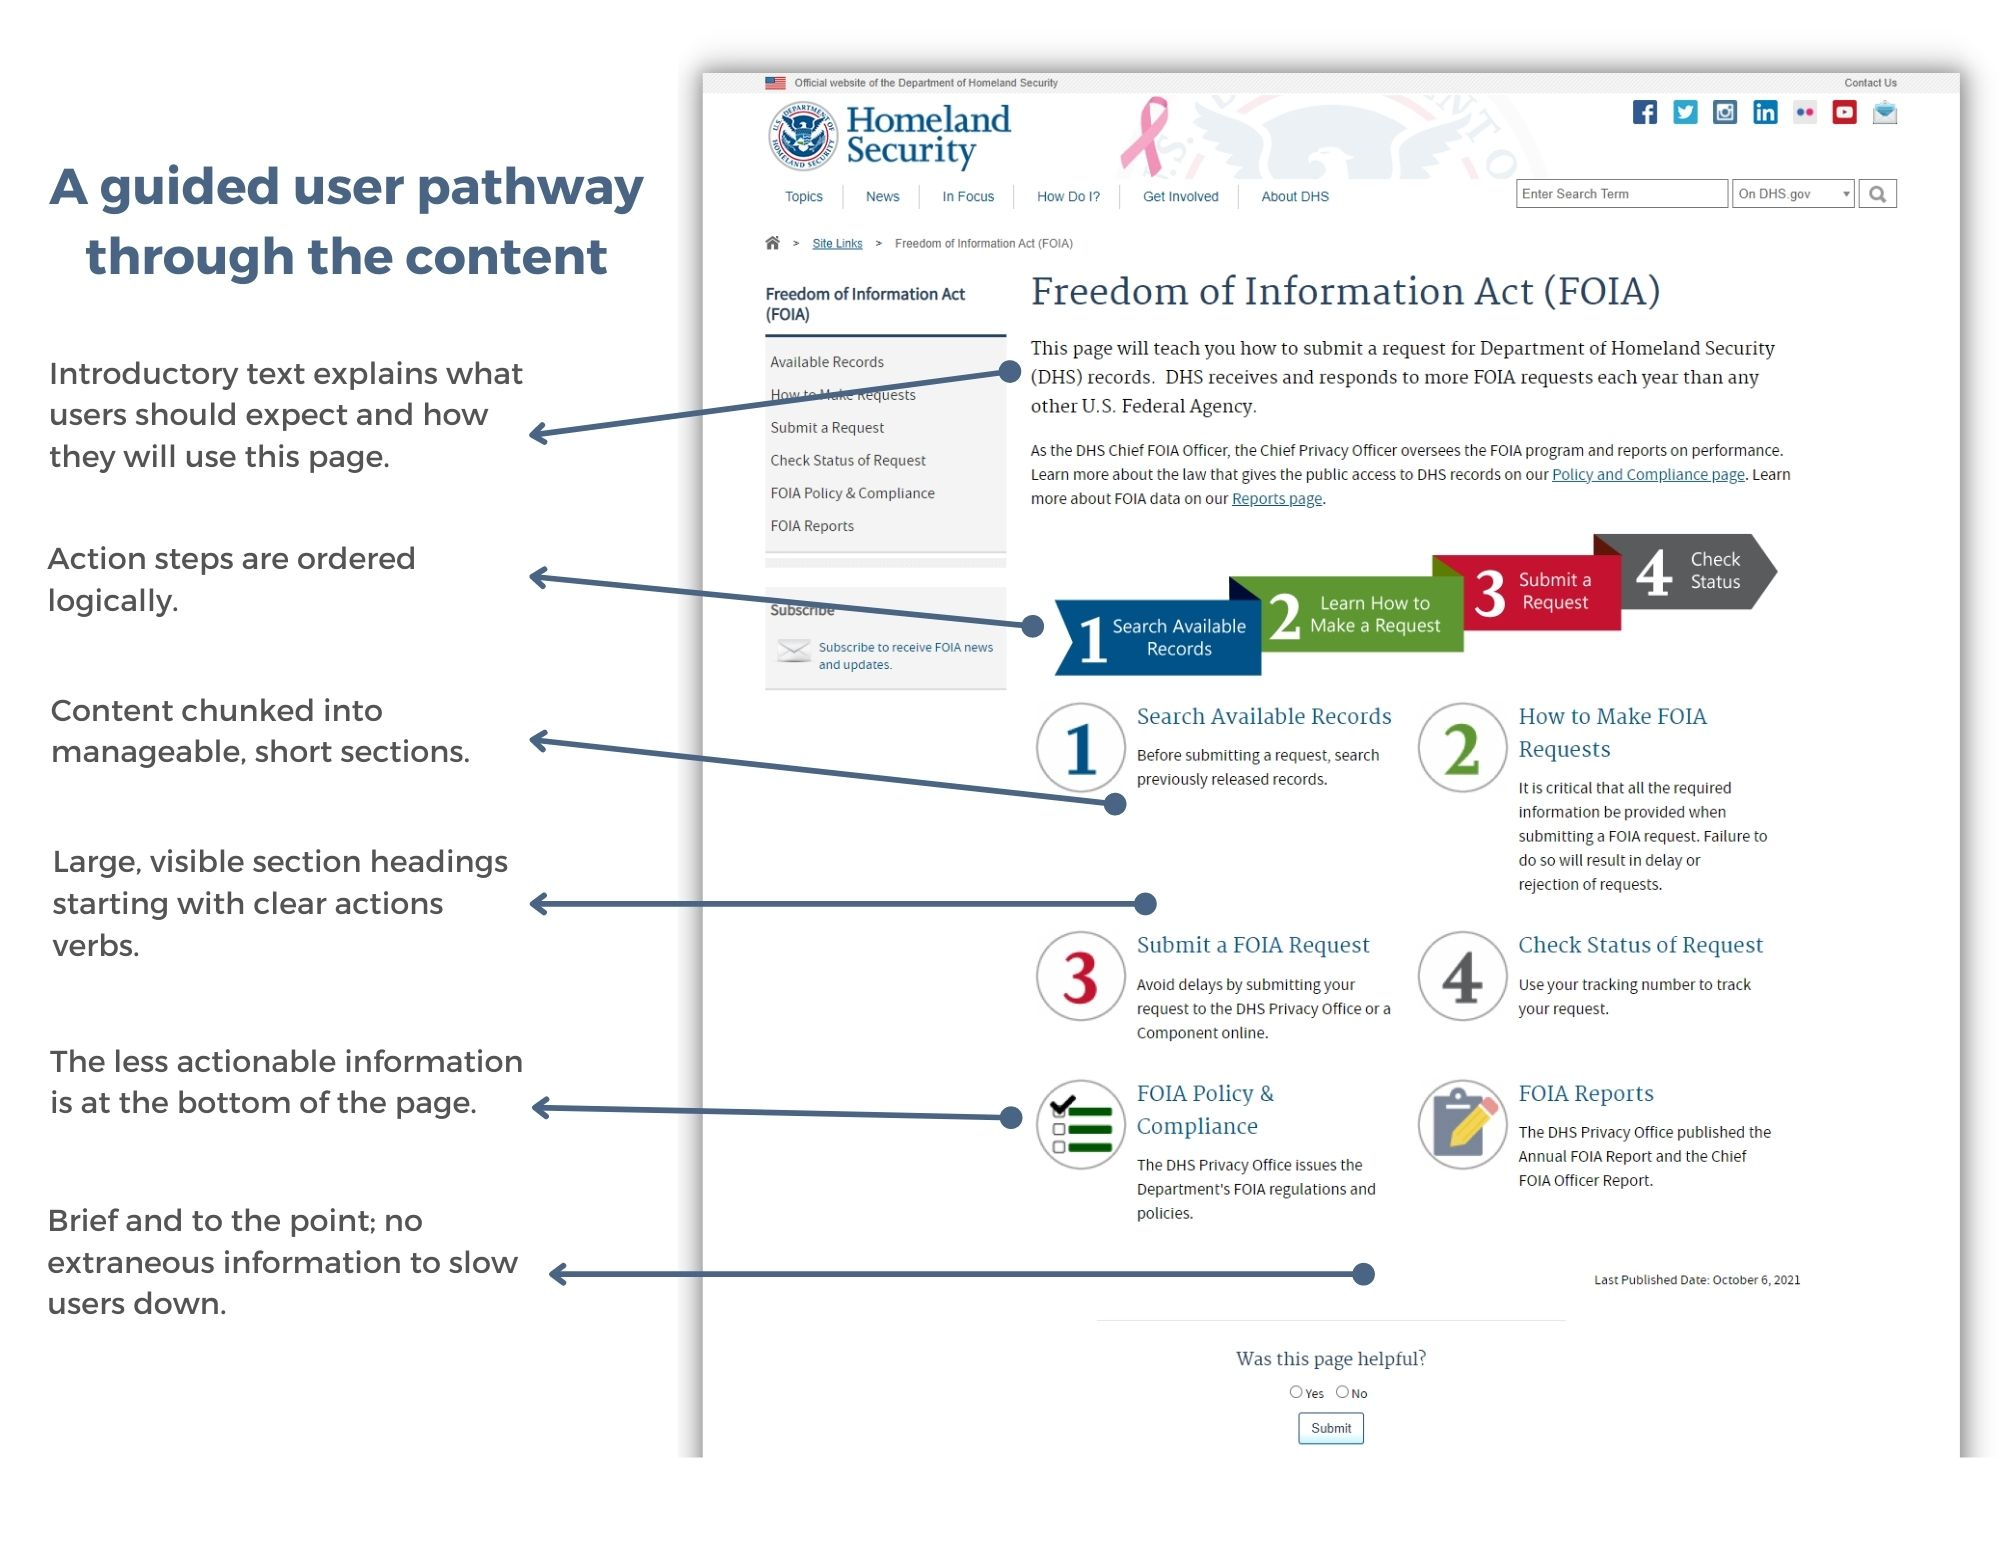 A guided user pathway
through the content
Introductory text explains what
users should expect and how
they will use this page.
Action steps are ordered
logically.
Content chunked into
manageable, short sections.
Large, visible section headings
starting with clear actions
verbs.
The less actionable information
is at the bottom of the page.
Brief and to the point; no
extraneous information to slow
users down.
Official website of the Department of Homeland Security
Contact Us
U.S. DEPARTMENT OF HOMELAND SECURITY
Homeland
Security
Topics
News
In Focus
How Do I?
Get Involved
About DHS
Enter Search Term
On DHS.gov
> Site Links > Freedom of Information Act (FOIA)
Freedom of Information Act
(FOIA)
Available Records
How to Make Requests
Submit a Request
Check Status of Request
FOIA Policy & Compliance
FOIA Reports
Subscribe
Subscribe to receive FOIA news
and updates.
Freedom of Information Act (FOIA)
This page will teach you how to submit a request for Department of Homeland Security
(DHS) records. DHS receives and responds to more FOIA requests each year than any
other U.S. Federal Agency.
As the DHS Chief FOIA Officer, the Chief Privacy Officer oversees the FOIA program and reports on performance.
Learn more about the law that gives the public access to DHS records on our Policy and Compliance page. Learn
more about FOIA data on our Reports page.
1 Search Available
Records
2 Learn How to
Make a Request
3 Submit a
Request
4 Check
Status
1
Search Available Records
Before submitting a request, search
previously released records.
2
How to Make FOIA
Requests
It is critical that all the required
information be provided when
submitting a FOIA request. Failure to
do so will result in delay or
rejection of requests.
3
Submit a FOIA Request
Avoid delays by submitting your
request to the DHS Privacy Office or a
Component online.
4
Check Status of Request
Use your tracking number to track
your request.
FOIA Policy &
Compliance
The DHS Privacy Office issues the
Department's FOIA regulations and
policies.
FOIA Reports
The DHS Privacy Office published the
Annual FOIA Report and the Chief
FOIA Officer Report.
Last Published Date: October 6, 2021
Was this page helpful?
Yes No
Submit